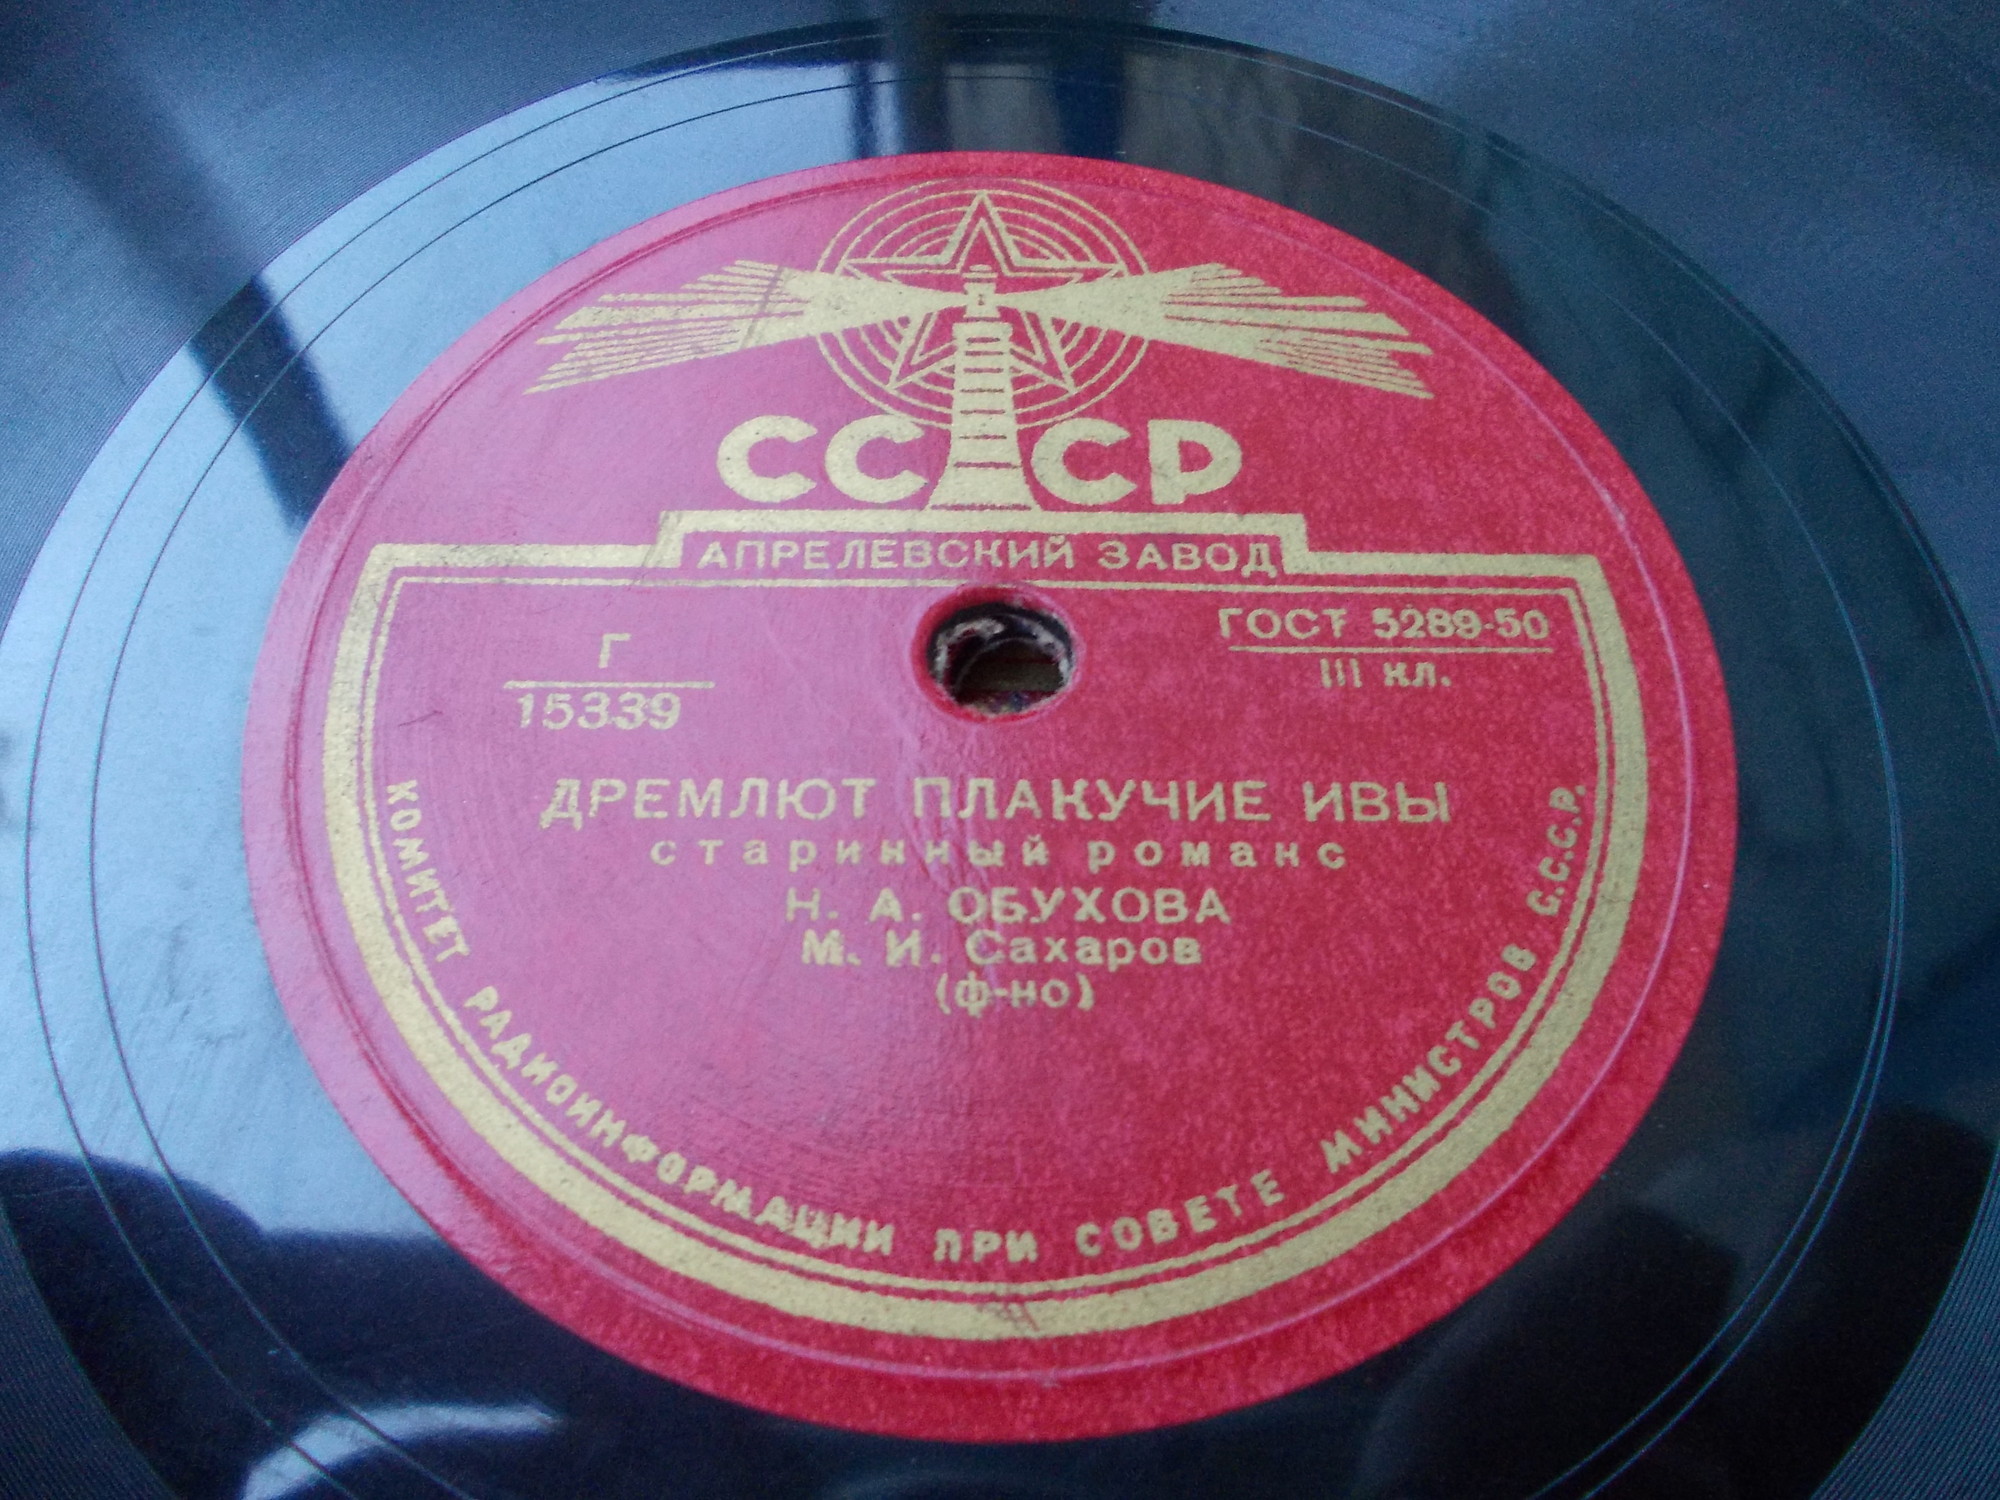 СССР
АПРЕЛЕВСКИЙ ЗАВОД
Г
15339
ГОСТ 5289-50
III кл.
ДРЕМЛЮТ ПЛАКУЧИЕ ИВЫ
старинный романс
Н. А. ОБУХОВА
М. И. Сахаров
(ф-но)
КОМИТЕТ РАДИОИНФОРМАЦИИ ПРИ СОВЕТЕ МИНИСТРОВ С.С.С.Р.